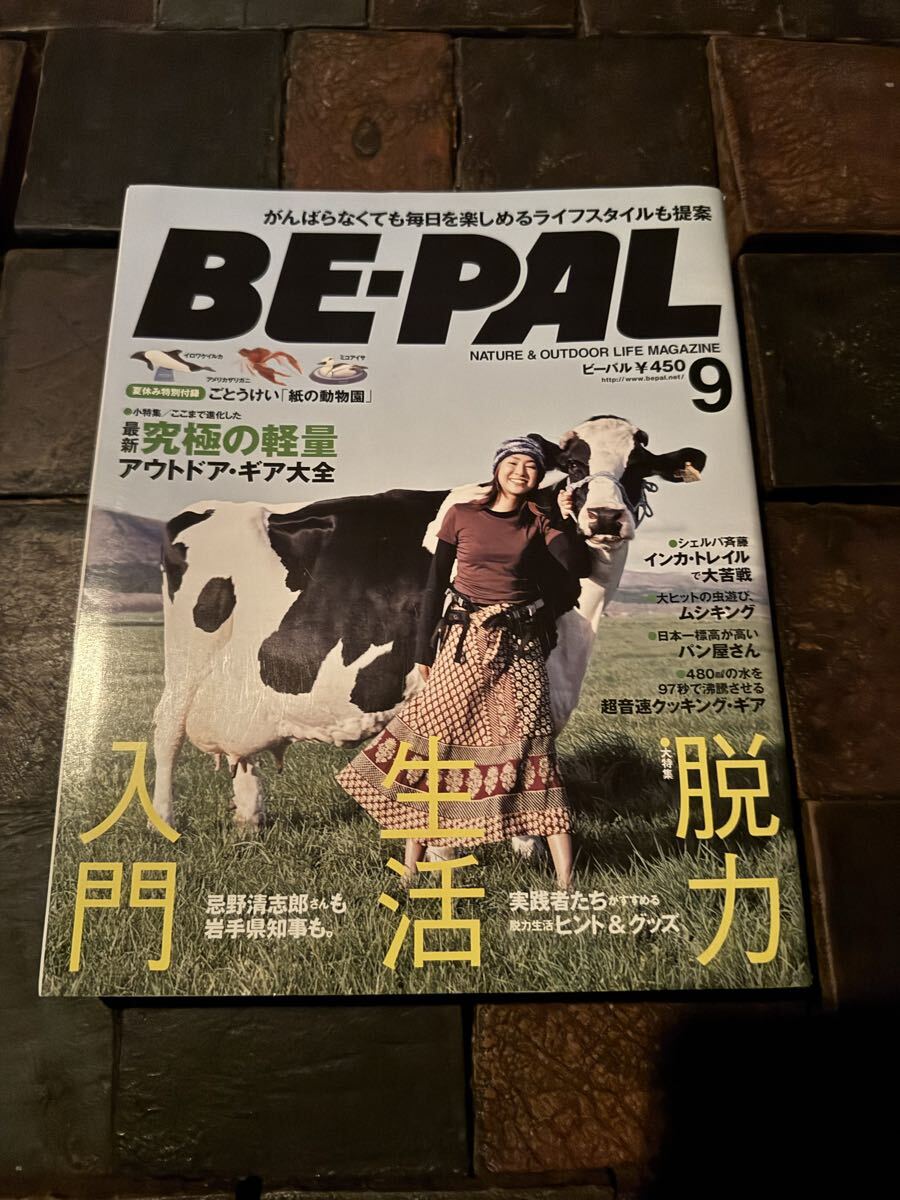 がんばらなくても毎日を楽しめるライフスタイルも提案
BE-PAL
NATURE & OUTDOOR LIFE MAGAZINE
ビーパル ¥450
http://www.bepal.net/
9
イロワケイルカ
アメリカザリガニ
ミコアイサ
夏休み特別付録 ごとうけい「紙の動物園」
●小特集/ここまで進化した
最新 究極の軽量
アウトドア・ギア大全
●シェルパ斉藤
インカ・トレイル
で大苦戦
●大ヒットの虫遊び、
ムシキング
●日本一標高が高い
パン屋さん
●480㎖の水を
97秒で沸騰させる
超音速クッキング・ギア
●大特集
脱力
生活
入門
実践者たちがすすめる
脱力生活ヒント&グッズ
忌野清志郎さんも
岩手県知事も。